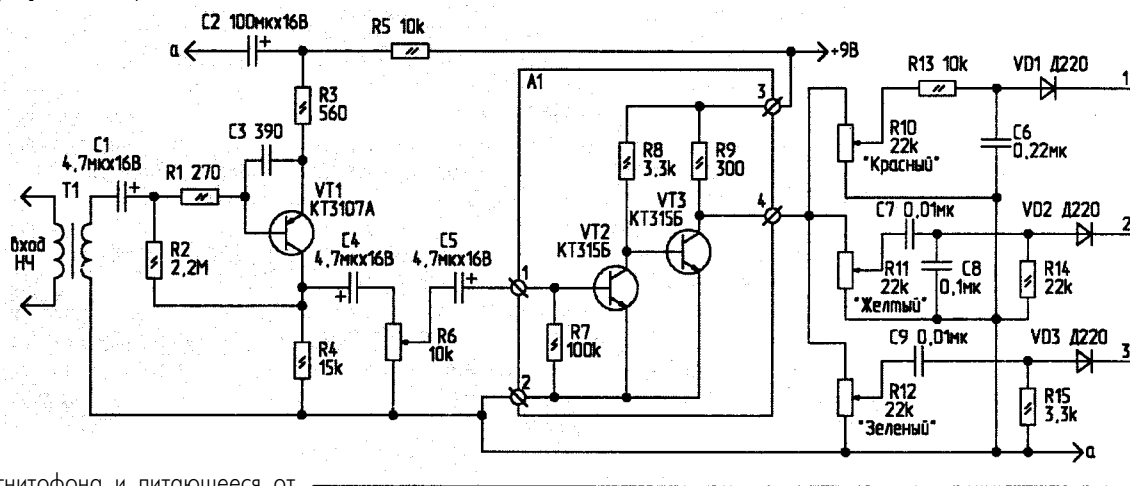 C2 100мкх16В
R5 10k
а
+9В
А1
3
R13 10k
VD1 Д220
1
R3
560
C3 390
C1
4,7мкх16В
T1
R1 270
VT1
КТ3107А
R8
3,3k
R9
300
R10
22k
"Красный"
C6
0,22мк
Вход
НЧ
R2
2,2М
C4
4,7мкх16В
C5
4,7мкх16В
VT3
КТ315Б
VT2
КТ315Б
4
C7 0,01мк
VD2 Д220
2
1
R11
22k
"Желтый"
C8
0,1мк
R14
22k
R4
15k
R6
10k
R7
100k
2
C9 0,01мк
VD3 Д220
3
R12
22k
"Зеленый"
R15
3,3k
а
гнитофона и питающееся от